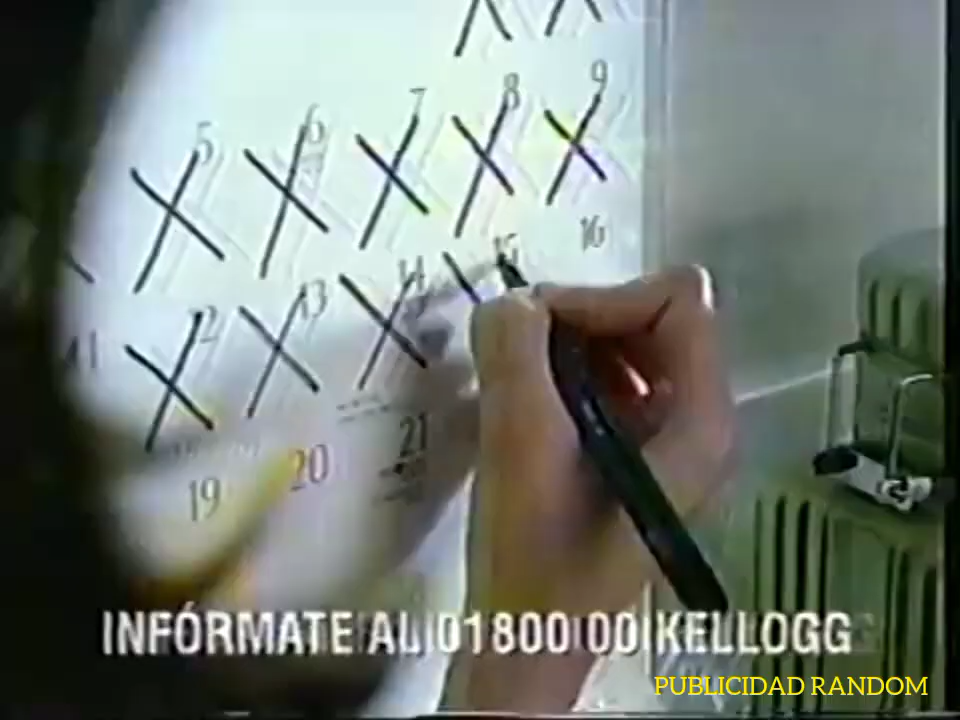 5 6 7 8 9
11 12 13 14 15 16
19 20 21
INFÓRMATE AL 01800 00 KELLOGG
PUBLICIDAD RANDOM